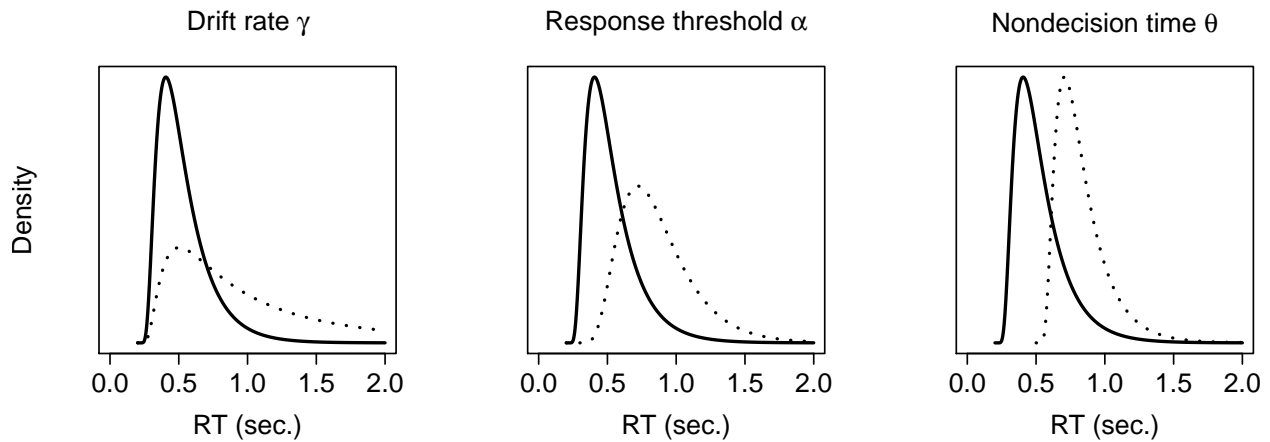 Drift rate γ
Response threshold α
Nondecision time θ
Density
0.0 0.5 1.0 1.5 2.0
0.0 0.5 1.0 1.5 2.0
0.0 0.5 1.0 1.5 2.0
RT (sec.)
RT (sec.)
RT (sec.)